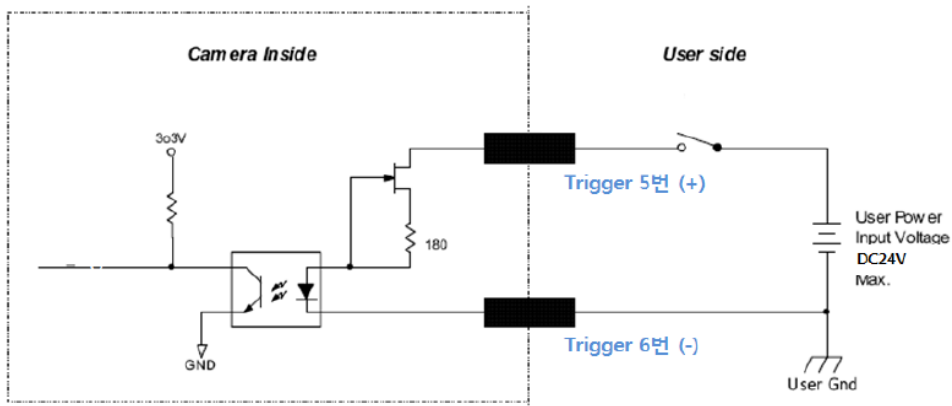 Camera Inside
User side
3o3V
Trigger 5번 (+)
180
User Power
Input Voltage
DC24V
Max.
Trigger 6번 (-)
GND
User Gnd